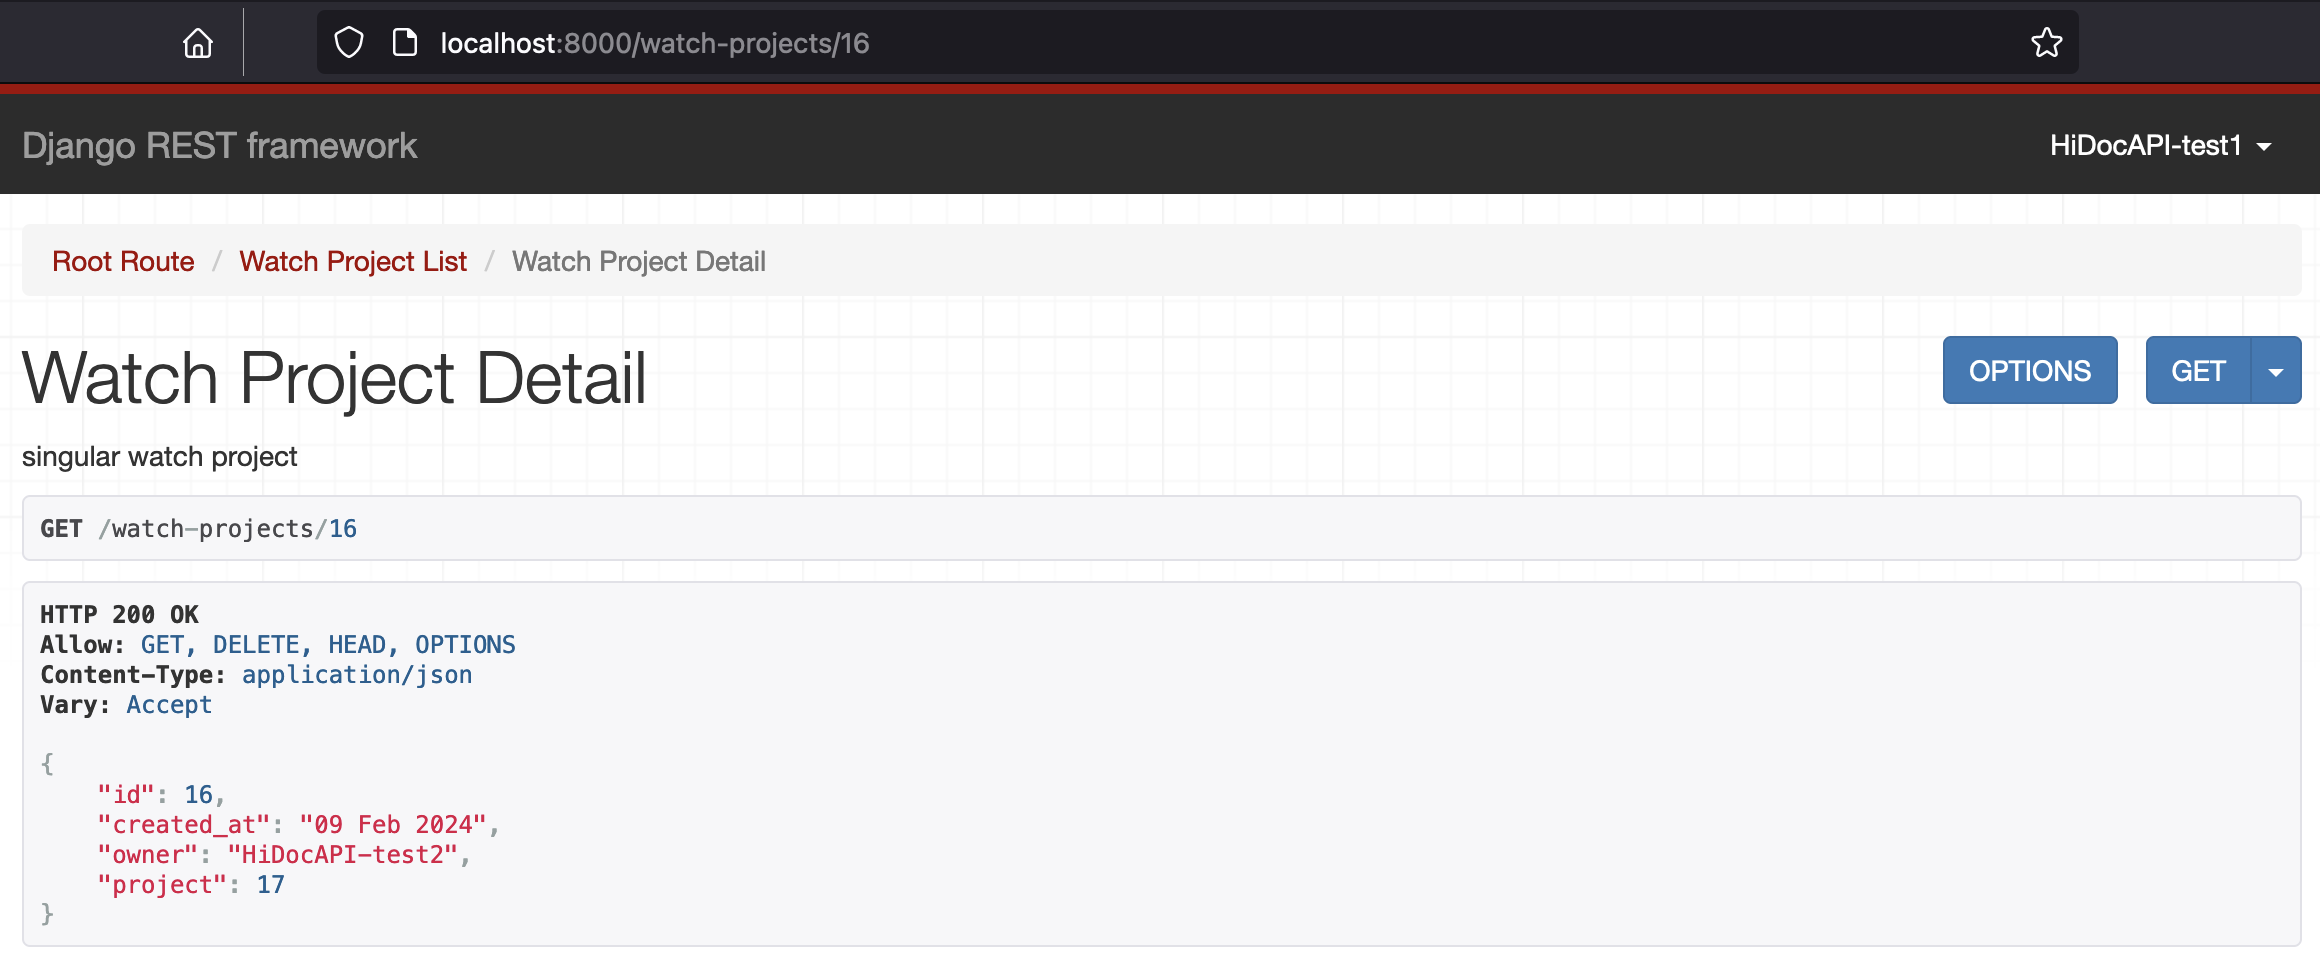 localhost:8000/watch-projects/16
Django REST framework
HiDocAPI-test1
Root Route / Watch Project List / Watch Project Detail
Watch Project Detail
OPTIONS
GET
singular watch project
GET /watch-projects/16
HTTP 200 OK
Allow: GET, DELETE, HEAD, OPTIONS
Content-Type: application/json
Vary: Accept
{
    "id": 16,
    "created_at": "09 Feb 2024",
    "owner": "HiDocAPI-test2",
    "project": 17
}